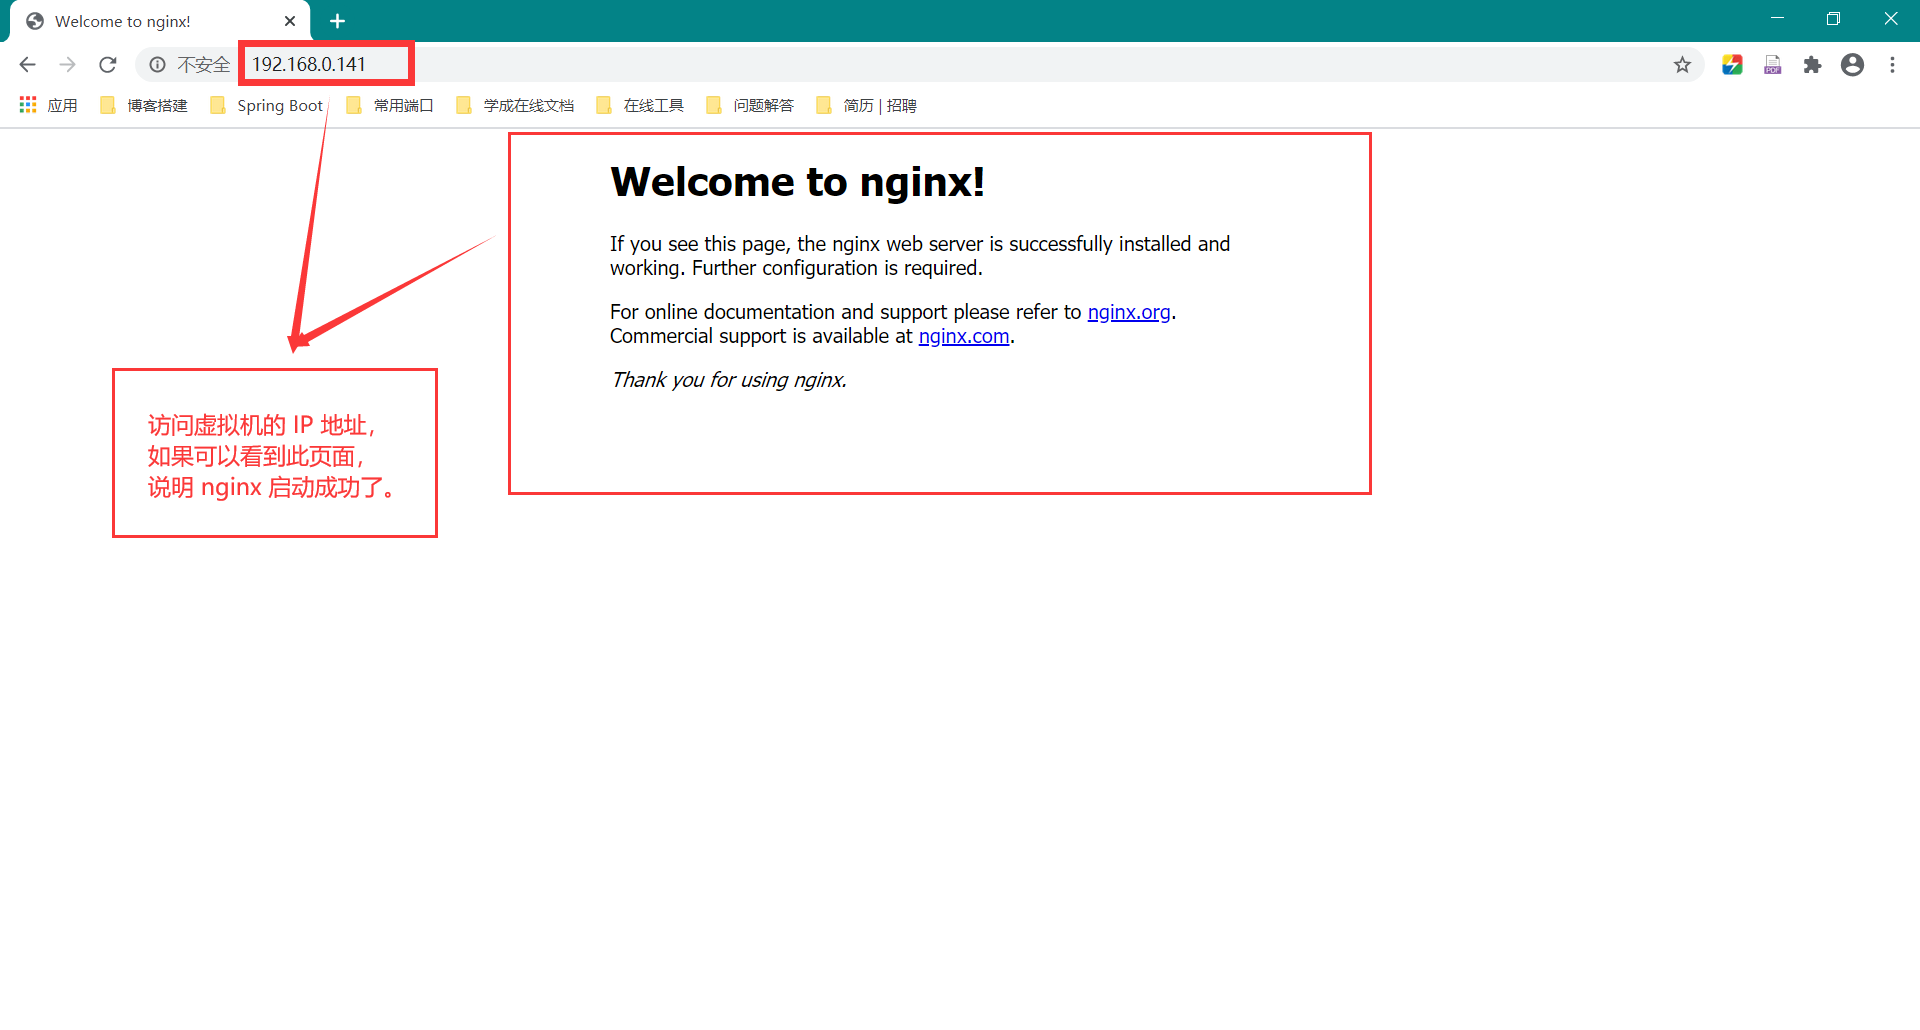 Welcome to nginx!
不安全 192.168.0.141
应用 博客搭建 Spring Boot 常用端口 学成在线文档 在线工具 问题解答 简历 | 招聘
Welcome to nginx!
If you see this page, the nginx web server is successfully installed and
working. Further configuration is required.
For online documentation and support please refer to nginx.org.
Commercial support is available at nginx.com.
Thank you for using nginx.
访问虚拟机的 IP 地址，
如果可以看到此页面，
说明 nginx 启动成功了。
PDF